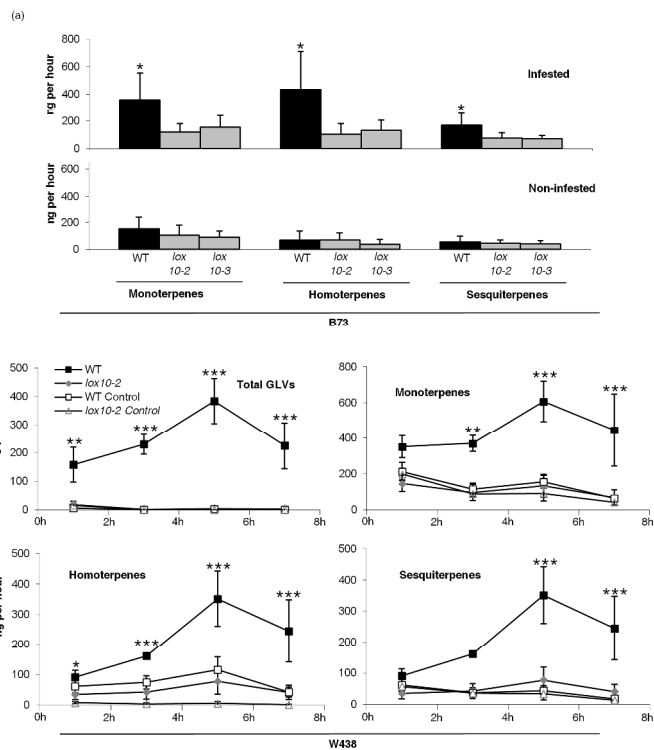 (a)
800
600
400
200
0
ng per hour
*
*
*
Infested
600
400
200
0
ng per hour
Non-infested
WT lox 10-2 lox 10-3 WT lox 10-2 lox 10-3 WT lox 10-2 lox 10-3
Monoterpenes Homoterpenes Sesquiterpenes
B73
500
400
300
200
100
0
WT
lox10-2
WT Control
lox10-2 Control
Total GLVs
** *** *** ***
0h 2h 4h 6h 8h
800
600
400
200
0
Monoterpenes
** *** ***
0h 2h 4h 6h 8h
500
400
300
200
100
0
ng per hour
Homoterpenes
* *** *** ***
0h 2h 4h 6h 8h
500
400
300
200
100
0
Sesquiterpenes
*** ***
0h 2h 4h 6h 8h
W438